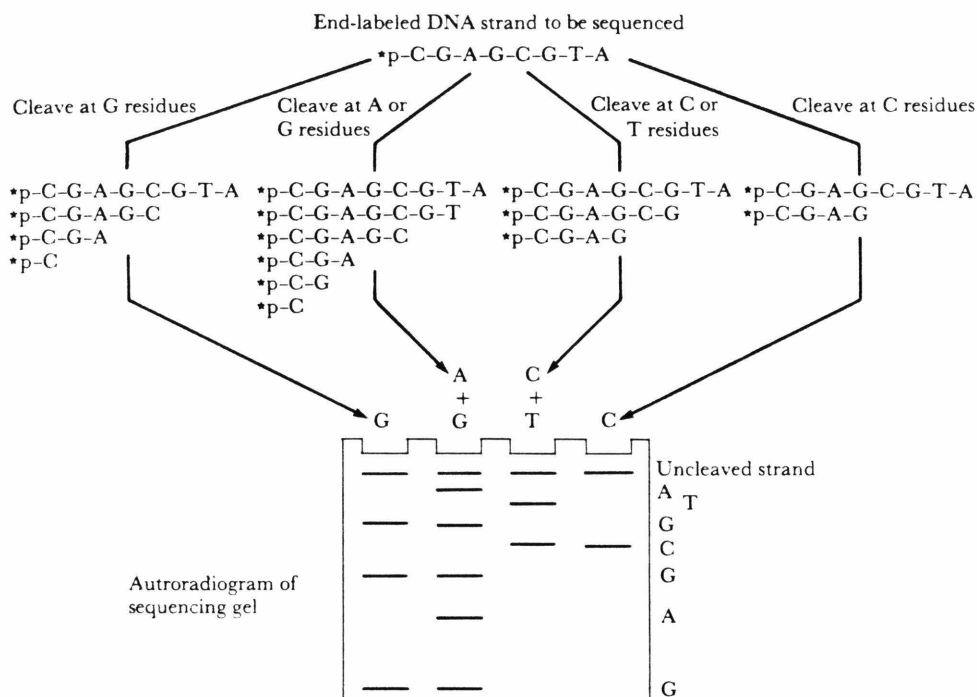 End-labeled DNA strand to be sequenced
*p-C-G-A-G-C-G-T-A
Cleave at G residues
Cleave at A or
G residues
Cleave at C or
T residues
Cleave at C residues
*p-C-G-A-G-C-G-T-A
*p-C-G-A-G-C
*p-C-G-A
*p-C
*p-C-G-A-G-C-G-T-A
*p-C-G-A-G-C-G-T
*p-C-G-A-G-C
*p-C-G-A
*p-C-G
*p-C
*p-C-G-A-G-C-G-T-A
*p-C-G-A-G-C-G
*p-C-G-A-G
*p-C-G-A-G-C-G-T-A
*p-C-G-A-G
G
A
+
G
C
+
T
C
Uncleaved strand
A
T
G
C
G
A
G
Autroradiogram of
sequencing gel